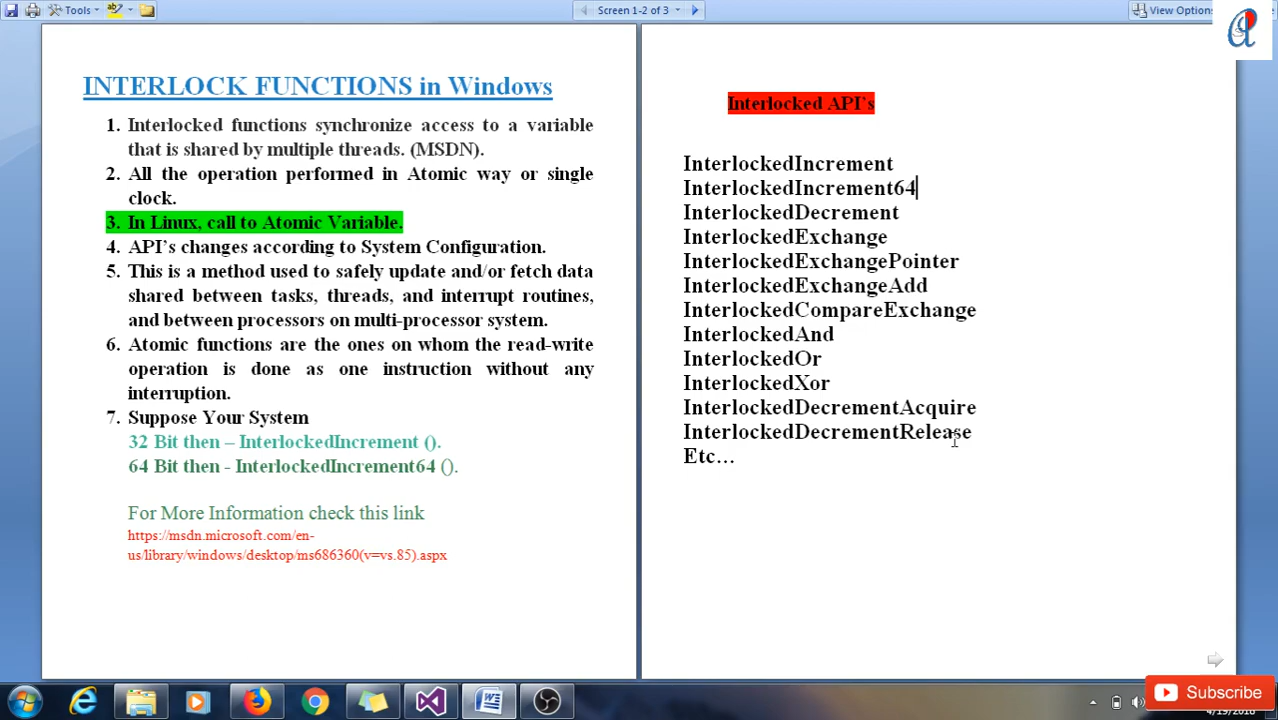 Tools
Screen 1-2 of 3
View Options
INTERLOCK FUNCTIONS in Windows
1. Interlocked functions synchronize access to a variable
that is shared by multiple threads. (MSDN).
2. All the operation performed in Atomic way or single
clock.
3. In Linux, call to Atomic Variable.
4. API's changes according to System Configuration.
5. This is a method used to safely update and/or fetch data
shared between tasks, threads, and interrupt routines,
and between processors on multi-processor system.
6. Atomic functions are the ones on whom the read-write
operation is done as one instruction without any
interruption.
7. Suppose Your System
32 Bit then – InterlockedIncrement ().
64 Bit then - InterlockedIncrement64 ().
For More Information check this link
https://msdn.microsoft.com/en-
us/library/windows/desktop/ms686360(v=vs.85).aspx
Interlocked API's
InterlockedIncrement
InterlockedIncrement64
InterlockedDecrement
InterlockedExchange
InterlockedExchangePointer
InterlockedExchangeAdd
InterlockedCompareExchange
InterlockedAnd
InterlockedOr
InterlockedXor
InterlockedDecrementAcquire
InterlockedDecrementRelease
Etc...
Subscribe
4/19/2018